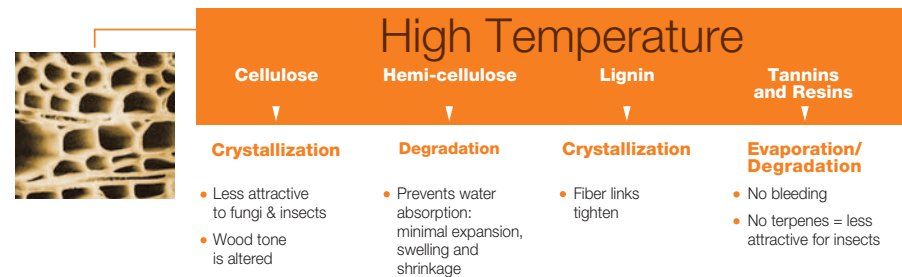 High Temperature
Cellulose
Hemi-cellulose
Lignin
Tannins
and Resins
Crystallization
Degradation
Crystallization
Evaporation/
Degradation
• Less attractive
to fungi & insects
• Wood tone
is altered
• Prevents water
absorption:
minimal expansion,
swelling and
shrinkage
• Fiber links
tighten
• No bleeding
• No terpenes = less
attractive for insects